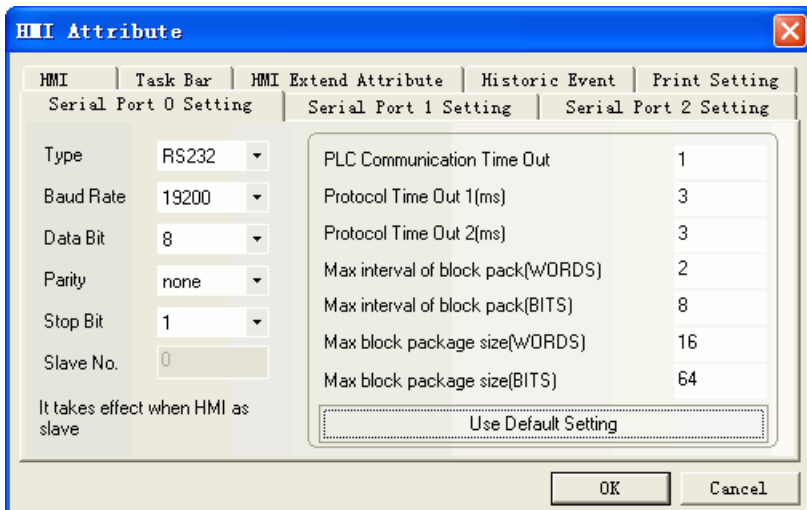 HMI Attribute
HMI
Task Bar
HMI Extend Attribute
Historic Event
Print Setting
Serial Port 0 Setting
Serial Port 1 Setting
Serial Port 2 Setting
Type
RS232
Baud Rate
19200
Data Bit
8
Parity
none
Stop Bit
1
Slave No.
0
It takes effect when HMI as
slave
PLC Communication Time Out
1
Protocol Time Out 1(ms)
3
Protocol Time Out 2(ms)
3
Max interval of block pack(WORDS)
2
Max interval of block pack(BITS)
8
Max block package size(WORDS)
16
Max block package size(BITS)
64
Use Default Setting
OK
Cancel